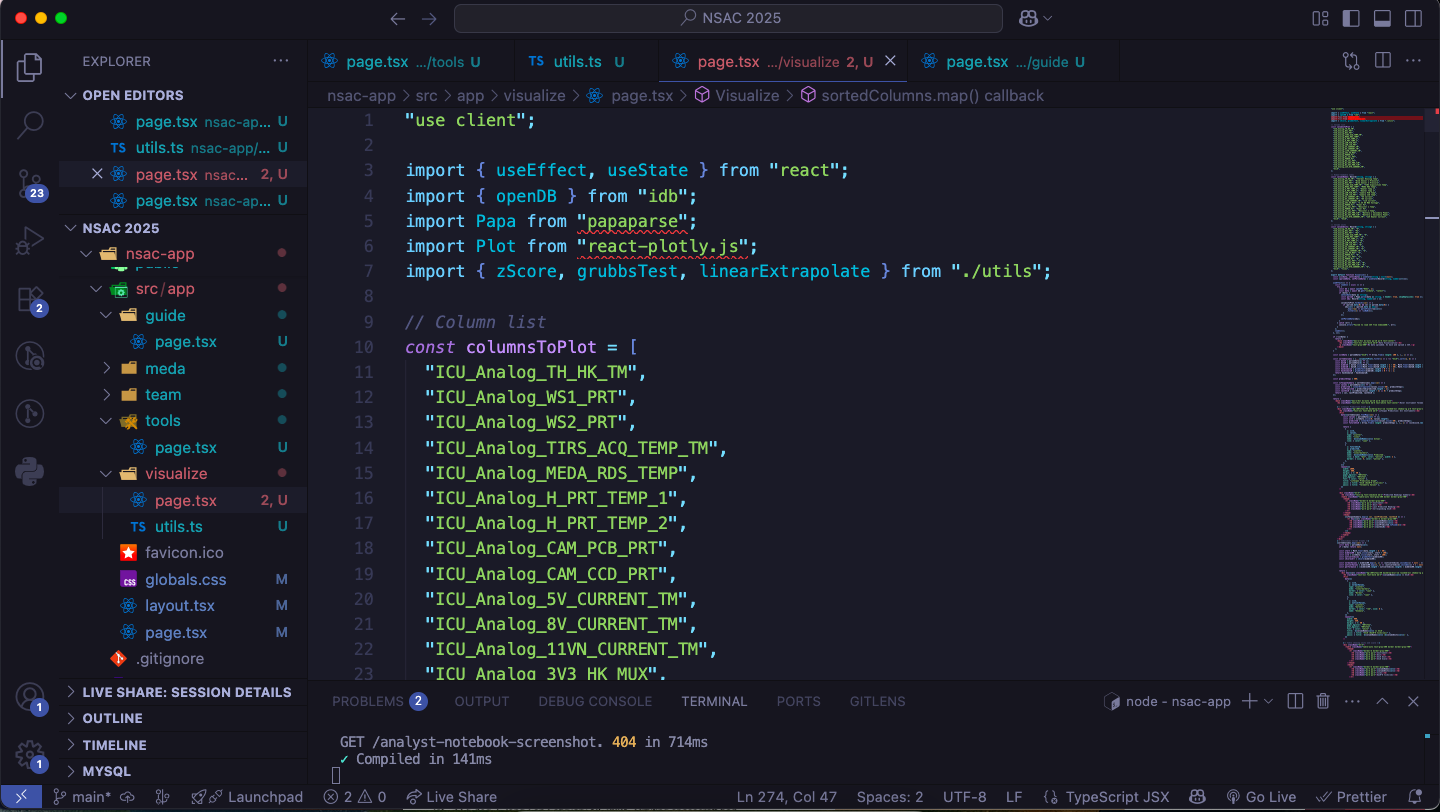 NSAC 2025
EXPLORER
OPEN EDITORS
page.tsx nsac-ap... U
TS utils.ts nsac-app/... U
page.tsx nsac... 2, U
page.tsx nsac-ap... U
NSAC 2025
nsac-app
src/app
guide
page.tsx U
meda
team
tools
page.tsx U
visualize
page.tsx 2, U
TS utils.ts U
favicon.ico
globals.css M
layout.tsx M
page.tsx M
.gitignore
LIVE SHARE: SESSION DETAILS
OUTLINE
TIMELINE
MYSQL
23
2
1
1
page.tsx .../tools U
TS utils.ts U
page.tsx .../visualize 2, U
page.tsx .../guide U
nsac-app > src > app > visualize > page.tsx > Visualize > sortedColumns.map() callback
1 "use client";
2
3 import { useEffect, useState } from "react";
4 import { openDB } from "idb";
5 import Papa from "papaparse";
6 import Plot from "react-plotly.js";
7 import { zScore, grubbsTest, linearExtrapolate } from "./utils";
8
9 // Column list
10 const columnsToPlot = [
11 "ICU_Analog_TH_HK_TM",
12 "ICU_Analog_WS1_PRT",
13 "ICU_Analog_WS2_PRT",
14 "ICU_Analog_TIRS_ACQ_TEMP_TM",
15 "ICU_Analog_MEDA_RDS_TEMP",
16 "ICU_Analog_H_PRT_TEMP_1",
17 "ICU_Analog_H_PRT_TEMP_2",
18 "ICU_Analog_CAM_PCB_PRT",
19 "ICU_Analog_CAM_CCD_PRT",
20 "ICU_Analog_5V_CURRENT_TM",
21 "ICU_Analog_8V_CURRENT_TM",
22 "ICU_Analog_11VN_CURRENT_TM",
23 "ICU_Analog_3V3_HK_MUX",
PROBLEMS 2 OUTPUT DEBUG CONSOLE TERMINAL PORTS GITLENS
node - nsac-app
GET /analyst-notebook-screenshot. 404 in 714ms
✓ Compiled in 141ms
main* Launchpad 2 0 Live Share Ln 274, Col 47 Spaces: 2 UTF-8 LF {} TypeScript JSX Go Live Prettier